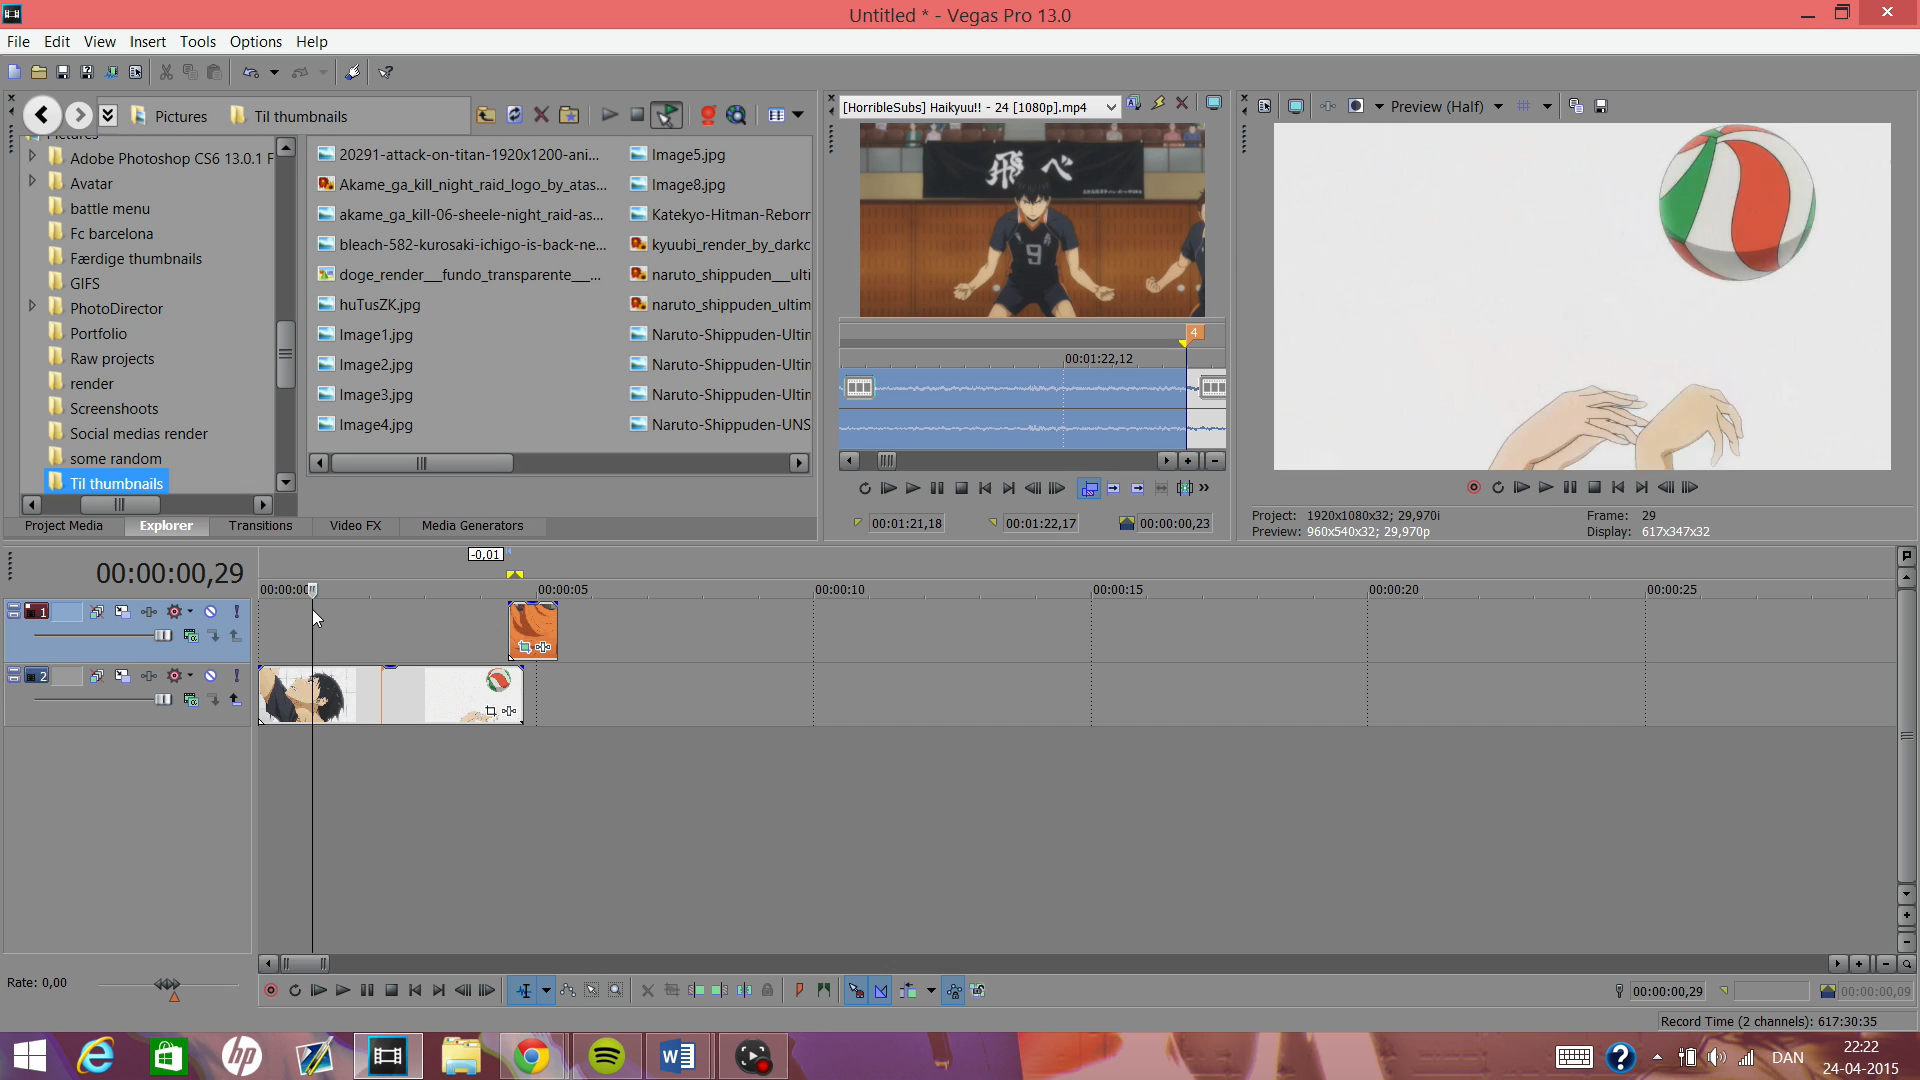 Untitled * - Vegas Pro 13.0
File Edit View Insert Tools Options Help
Pictures Til thumbnails
Adobe Photoshop CS6 13.0.1 F
Avatar
battle menu
Fc barcelona
Færdige thumbnails
GIFS
PhotoDirector
Portfolio
Raw projects
render
Screenshoots
Social medias render
some random
Til thumbnails
20291-attack-on-titan-1920x1200-ani...
Akame_ga_kill_night_raid_logo_by_atas...
akame_ga_kill-06-sheele-night_raid-as...
bleach-582-kurosaki-ichigo-is-back-ne...
doge_render___fundo_transparente___...
huTusZK.jpg
Image1.jpg
Image2.jpg
Image3.jpg
Image4.jpg
Image5.jpg
Image8.jpg
Katekyo-Hitman-Reborr
kyuubi_render_by_darkc
naruto_shippuden___ulti
naruto_shippuden_ultim
Naruto-Shippuden-Ultin
Naruto-Shippuden-Ultin
Naruto-Shippuden-Ultin
Naruto-Shippuden-UNS
Project Media Explorer Transitions Video FX Media Generators
[HorribleSubs] Haikyuu!! - 24 [1080p].mp4
飛べ
9
4
00:01:22,12
00:01:21,18 00:01:22,17 00:00:00,23
Preview (Half)
Project: 1920x1080x32; 29,970i Frame: 29
Preview: 960x540x32; 29,970p Display: 617x347x32
-0,01
00:00:00,29
00:00:00 00:00:05 00:00:10 00:00:15 00:00:20 00:00:25
1
2
Rate: 0,00
00:00:00,29 00:00:00,09
Record Time (2 channels): 617:30:35
DAN
22:22
24-04-2015